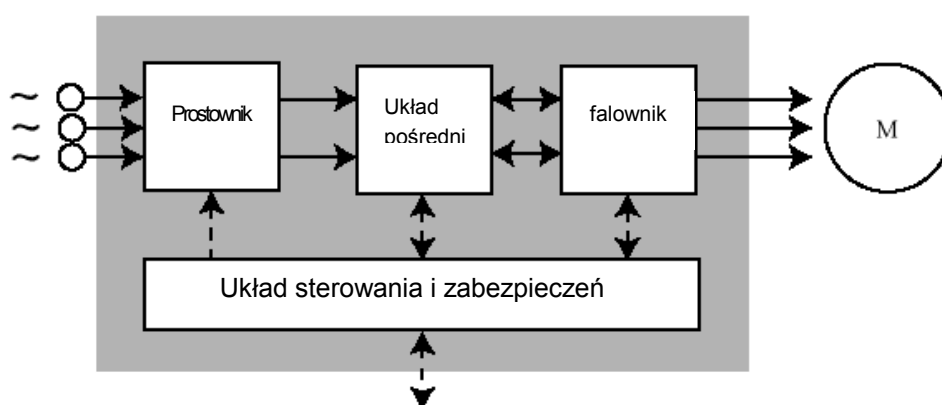 ~
~
~
Prostownik
Układ
pośredni
falownik
M
Układ sterowania i zabezpieczeń